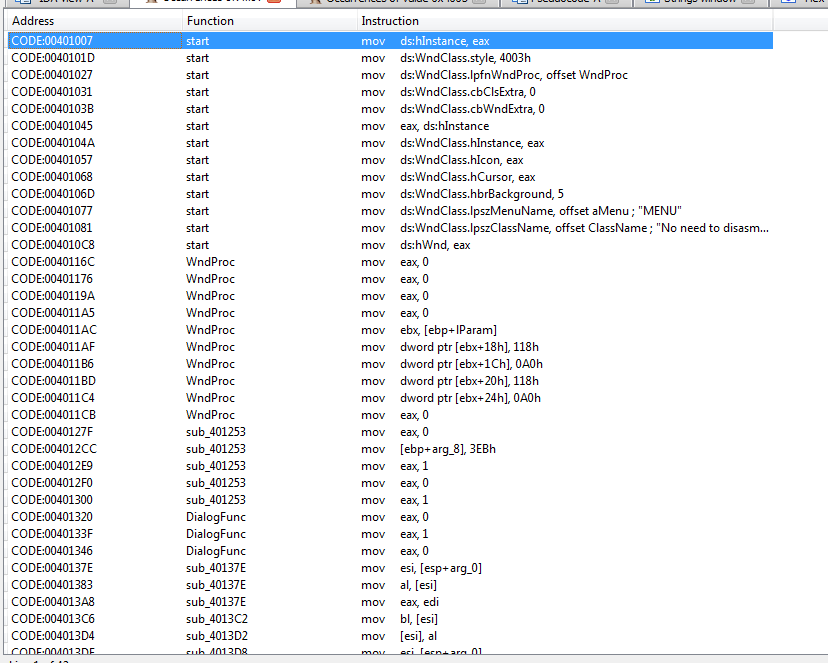 Address Function Instruction
CODE:00401007 start mov ds:hInstance, eax
CODE:0040101D start mov ds:WndClass.style, 4003h
CODE:00401027 start mov ds:WndClass.lpfnWndProc, offset WndProc
CODE:00401031 start mov ds:WndClass.cbClsExtra, 0
CODE:0040103B start mov ds:WndClass.cbWndExtra, 0
CODE:00401045 start mov eax, ds:hInstance
CODE:0040104A start mov ds:WndClass.hInstance, eax
CODE:00401057 start mov ds:WndClass.hIcon, eax
CODE:00401068 start mov ds:WndClass.hCursor, eax
CODE:0040106D start mov ds:WndClass.hbrBackground, 5
CODE:00401077 start mov ds:WndClass.lpszMenuName, offset aMenu ; "MENU"
CODE:00401081 start mov ds:WndClass.lpszClassName, offset ClassName ; "No need to disasm...
CODE:004010C8 start mov ds:hWnd, eax
CODE:0040116C WndProc mov eax, 0
CODE:00401176 WndProc mov eax, 0
CODE:0040119A WndProc mov eax, 0
CODE:004011A5 WndProc mov eax, 0
CODE:004011AC WndProc mov ebx, [ebp+lParam]
CODE:004011AF WndProc mov dword ptr [ebx+18h], 118h
CODE:004011B6 WndProc mov dword ptr [ebx+1Ch], 0A0h
CODE:004011BD WndProc mov dword ptr [ebx+20h], 118h
CODE:004011C4 WndProc mov dword ptr [ebx+24h], 0A0h
CODE:004011CB WndProc mov eax, 0
CODE:0040127F sub_401253 mov eax, 0
CODE:004012CC sub_401253 mov [ebp+arg_8], 3EBh
CODE:004012E9 sub_401253 mov eax, 1
CODE:004012F0 sub_401253 mov eax, 0
CODE:00401300 sub_401253 mov eax, 1
CODE:00401320 DialogFunc mov eax, 0
CODE:0040133F DialogFunc mov eax, 1
CODE:00401346 DialogFunc mov eax, 0
CODE:0040137E sub_40137E mov esi, [esp+arg_0]
CODE:00401383 sub_40137E mov al, [esi]
CODE:004013A8 sub_40137E mov eax, edi
CODE:004013C6 sub_4013C2 mov bl, [esi]
CODE:004013D4 sub_4013D2 mov [esi], al
sub_4013D8 mov esi, [esp+arg_0]